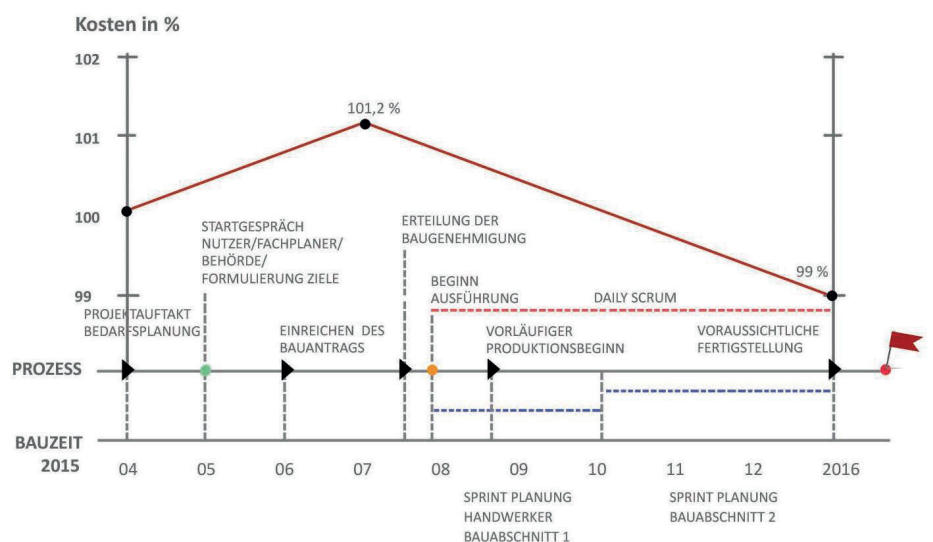 Kosten in %
102
101,2 %
101
100
ERTEILUNG DER
BAUGENEHMIGUNG
STARTGESPRÄCH
NUTZER/FACHPLANER/
BEHÖRDE/
FORMULIERUNG ZIELE
99 %
BEGINN
AUSFÜHRUNG
DAILY SCRUM
99
PROJEKTAUFTAKT
BEDARFSPLANUNG
EINREICHEN DES
BAUANTRAGS
VORLÄUFIGER
PRODUKTIONSBEGINN
VORAUSSICHTLICHE
FERTIGSTELLUNG
PROZESS
BAUZEIT
2015
04 05 06 07 08 09 10 11 12 2016
SPRINT PLANUNG
HANDWERKER
BAUABSCHNITT 1
SPRINT PLANUNG
BAUABSCHNITT 2